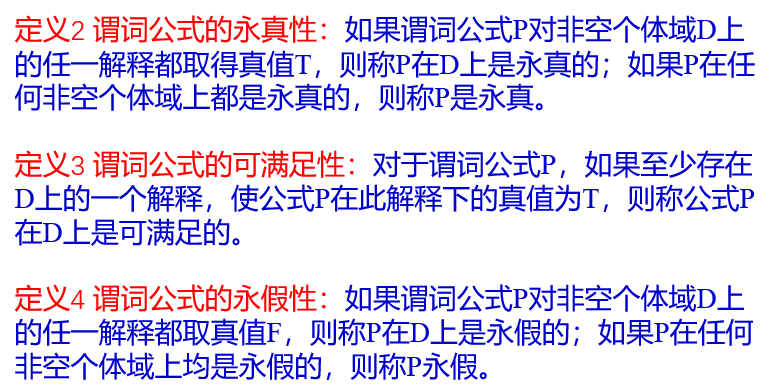 定义2 谓词公式的永真性：如果谓词公式P对非空个体域D上
的任一解释都取得真值T，则称P在D上是永真的；如果P在任
何非空个体域上都是永真的，则称P是永真。
定义3 谓词公式的可满足性：对于谓词公式P，如果至少存在
D上的一个解释，使公式P在此解释下的真值为T，则称公式P
在D上是可满足的。
定义4 谓词公式的永假性：如果谓词公式P对非空个体域D上
的任一解释都取真值F，则称P在D上是永假的；如果P在任何
非空个体域上均是永假的，则称P永假。